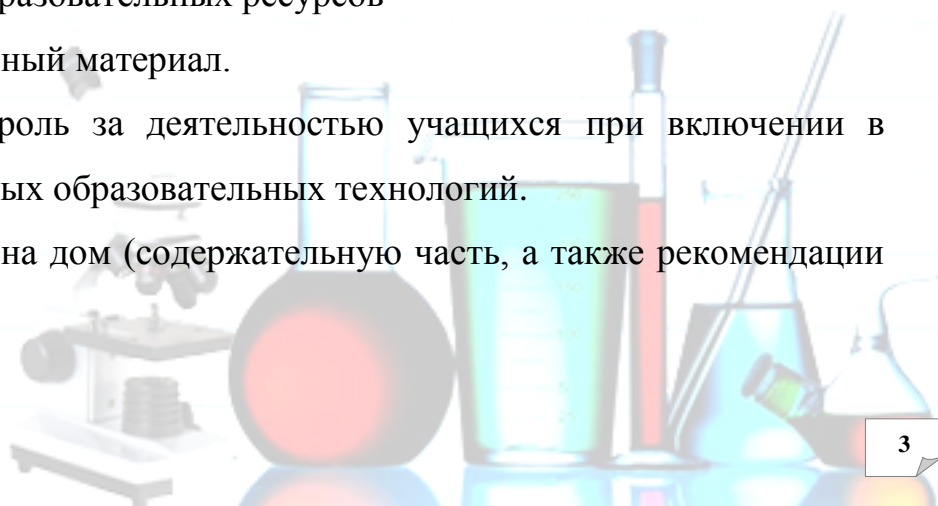 разовательных ресурсов
ный материал.
роль за деятельностью учащихся при включении в
ых образовательных технологий.
на дом (содержательную часть, а также рекомендации
3